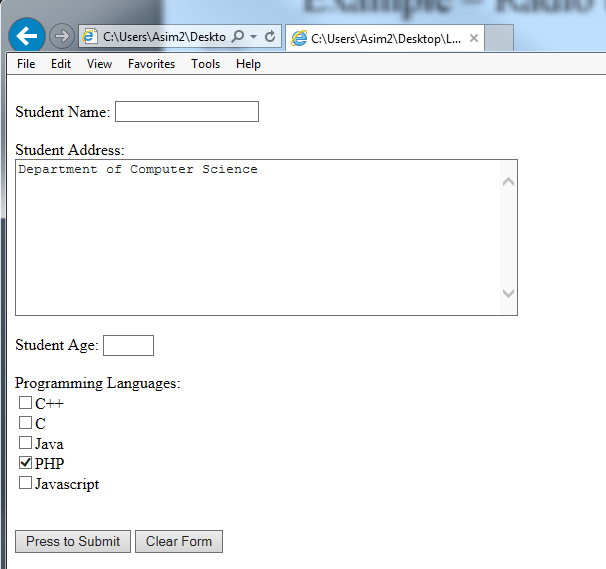 Example – Radio
C:\Users\Asim2\Deskto
C:\Users\Asim2\Desktop\L...
File Edit View Favorites Tools Help
Student Name:
Student Address:
Department of Computer Science
Student Age:
Programming Languages:
C++
C
Java
PHP
Javascript
Press to Submit Clear Form